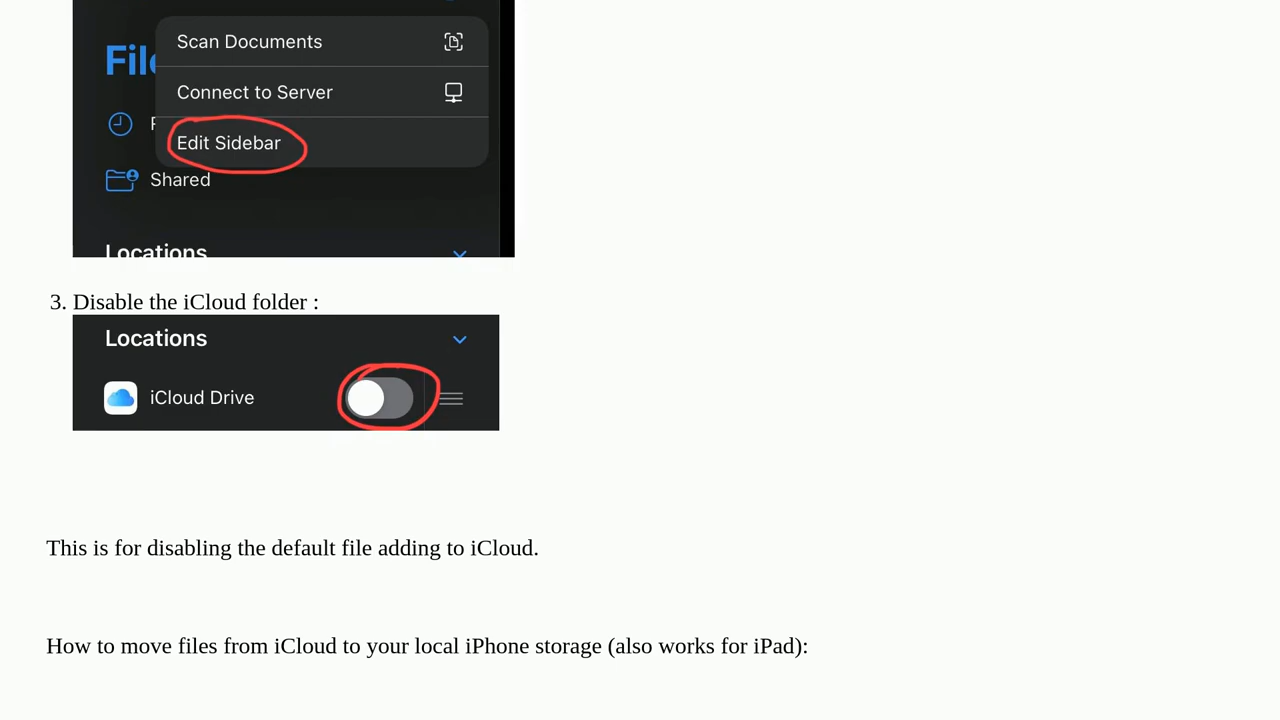 Scan Documents
File
Connect to Server
Edit Sidebar
Shared
Locations
3. Disable the iCloud folder :
Locations
iCloud Drive
This is for disabling the default file adding to iCloud.
How to move files from iCloud to your local iPhone storage (also works for iPad):